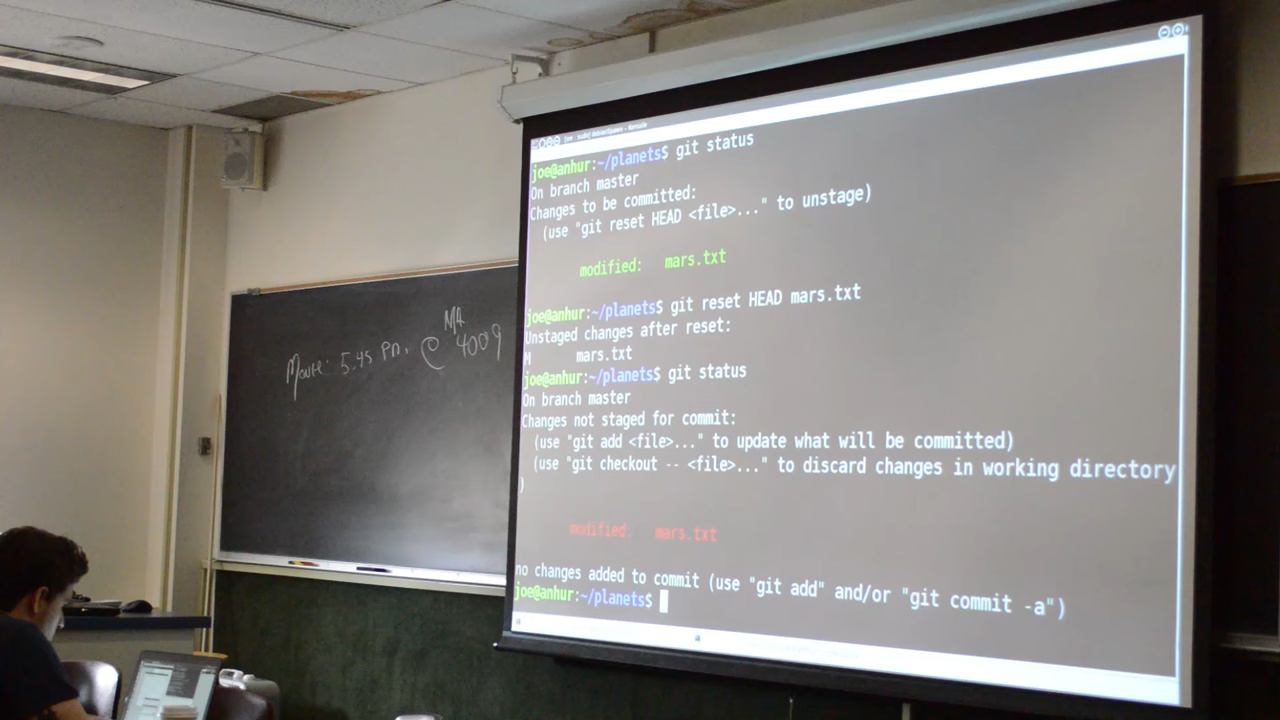 MA
5:45 PM. @ 4009
joe@anhur:~/planets$ git status
On branch master
Changes to be committed:
(use "git reset HEAD <file>..." to unstage)
modified: mars.txt
joe@anhur:~/planets$ git reset HEAD mars.txt
Unstaged changes after reset:
M mars.txt
joe@anhur:~/planets$ git status
On branch master
Changes not staged for commit:
(use "git add <file>..." to update what will be committed)
(use "git checkout -- <file>..." to discard changes in working directory
)
modified: mars.txt
no changes added to commit (use "git add" and/or "git commit -a")
joe@anhur:~/planets$